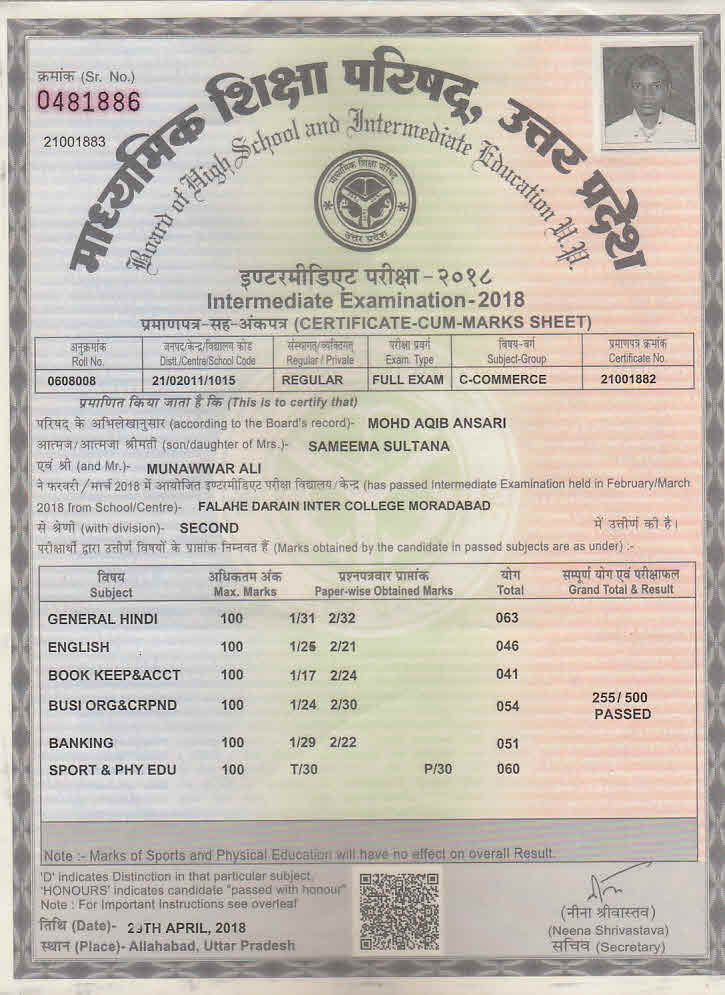 क्रमांक (Sr. No.)
0481886
21001883
माध्यमिक शिक्षा परिषद्, उत्तर प्रदेश
Board of High School and Intermediate Education U.P.
माध्यमिक शिक्षा परिषद्
उत्तर प्रदेश
इण्टरमीडिएट परीक्षा - २०१८
Intermediate Examination - 2018
प्रमाणपत्र-सह-अंकपत्र (CERTIFICATE-CUM-MARKS SHEET)
अनुक्रमांक जनपद/केन्द्र/विद्यालय कोड संस्थागत/व्यक्तिगत परीक्षा प्रवर्ग विषय-वर्ग प्रमाणपत्र क्रमांक
Roll No. Distt./Centre/School Code Regular / Private Exam. Type Subject-Group Certificate No.
0608008 21/02011/1015 REGULAR FULL EXAM C-COMMERCE 21001882
प्रमाणित किया जाता है कि (This is to certify that)
परिषद् के अभिलेखानुसार (according to the Board's record)- MOHD AQIB ANSARI
आत्मज/आत्मजा श्रीमती (son/daughter of Mrs.)- SAMEEMA SULTANA
एवं श्री (and Mr.)- MUNAWWAR ALI
ने फरवरी/मार्च 2018 में आयोजित इण्टरमीडिएट परीक्षा विद्यालय/केन्द्र (has passed Intermediate Examination held in February/March
2018 from School/Centre)- FALAHE DARAIN INTER COLLEGE MORADABAD
से श्रेणी (with division)- SECOND में उत्तीर्ण की है।
परीक्षार्थी द्वारा उत्तीर्ण विषयों के प्राप्तांक निम्नवत हैं (Marks obtained by the candidate in passed subjects are as under) :-
विषय अधिकतम अंक प्रश्नपत्रवार प्राप्तांक योग सम्पूर्ण योग एवं परीक्षाफल
Subject Max. Marks Paper-wise Obtained Marks Total Grand Total & Result
GENERAL HINDI 100 1/31 2/32 063
ENGLISH 100 1/25 2/21 046
BOOK KEEP&ACCT 100 1/17 2/24 041
BUSI ORG&CRPND 100 1/24 2/30 054 255/500
PASSED
BANKING 100 1/29 2/22 051
SPORT & PHY EDU 100 T/30 P/30 060
Note :- Marks of Sports and Physical Education will have no effect on overall Result.
'D' indicates Distinction in that particular subject.
'HONOURS' indicates candidate "passed with honour"
Note : For Important Instructions see overleaf
तिथि (Date)- APRIL, 2018
स्थान (Place)- Allahabad, Uttar Pradesh
(नीना श्रीवास्तव)
(Neena Shrivastava)
सचिव (Secretary)